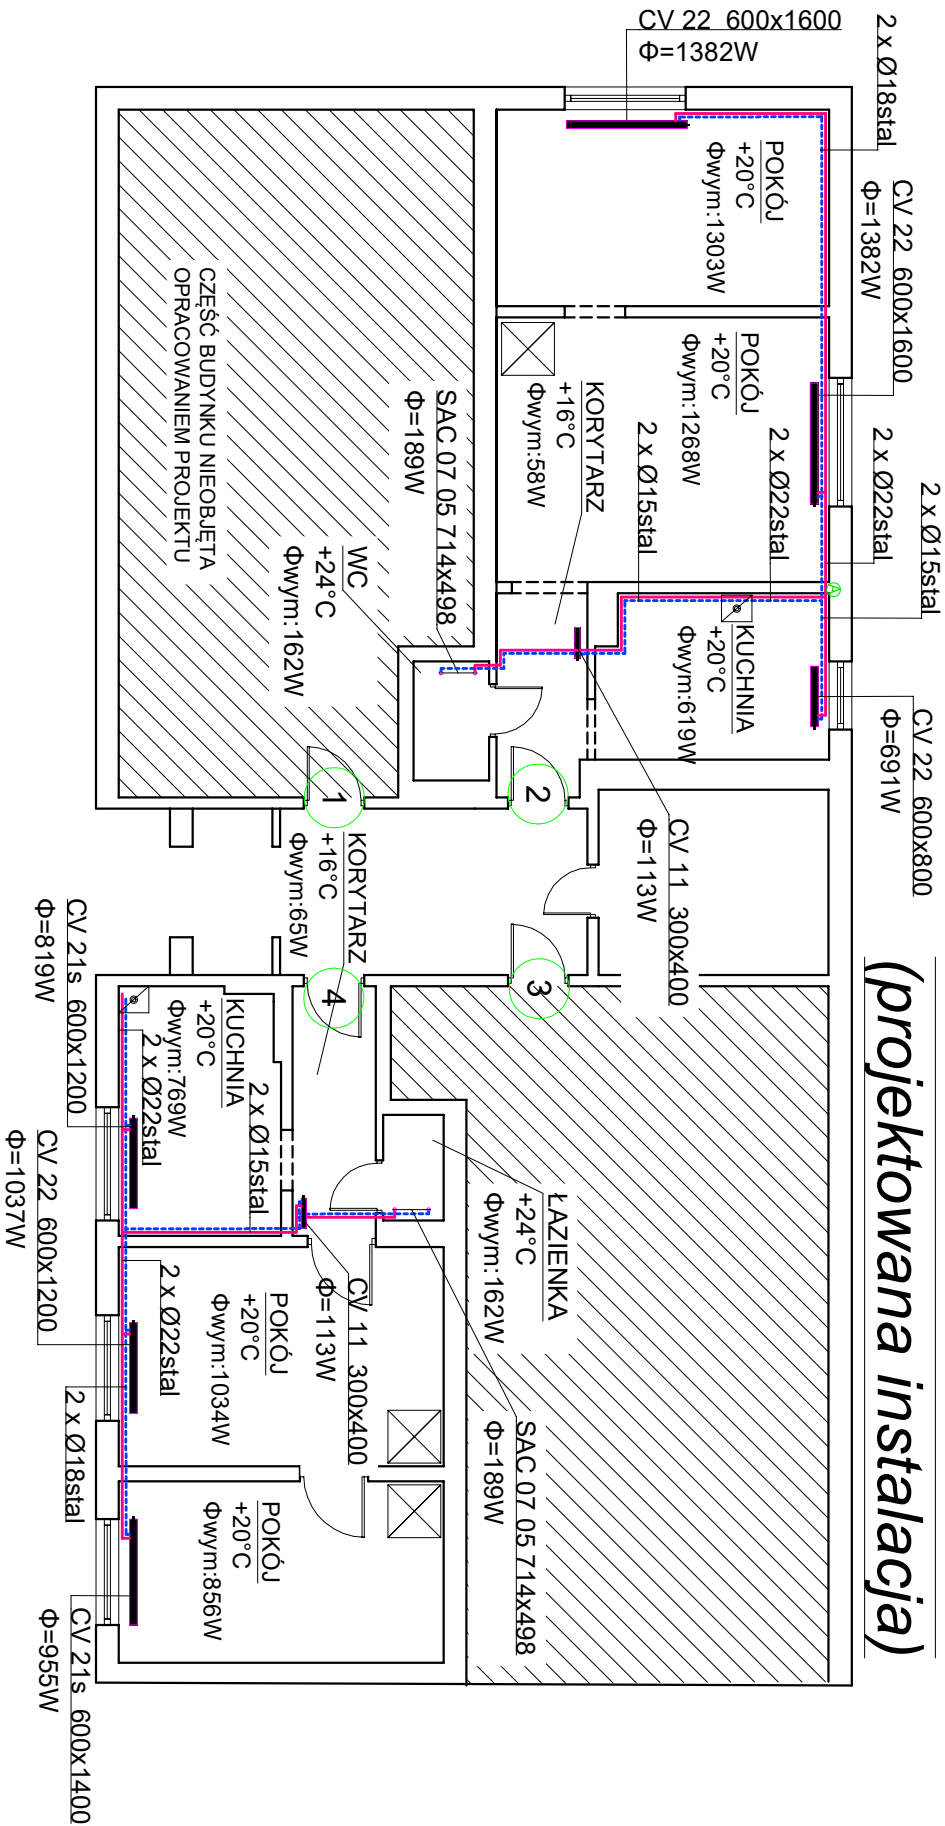 (projektowana instalacja)
CV 22 600x1600
Φ=1382W
2 x Ø18stal
CV 22 600x1600
Φ=1382W
2 x Ø22stal
2 x Ø15stal
CV 22 600x800
Φ=691W
POKÓJ
+20°C
Φwym:1303W
POKÓJ
+20°C
Φwym:1268W
2 x Ø22stal
2 x Ø15stal
KORYTARZ
+16°C
Φwym:58W
A
KUCHNIA
+20°C
Φwym:619W
SAC 07 05 714x498
Φ=189W
WC
+24°C
Φwym:162W
CZĘŚĆ BUDYNKU NIEOBJĘTA
OPRACOWANIEM PROJEKTU
CV 11 300x400
Φ=113W
1
2
3
4
KORYTARZ
+16°C
Φwym:65W
CV 21s 600x1200
Φ=819W
KUCHNIA
+20°C
Φwym:769W
2 x Ø22stal
2 x Ø15stal
CV 22 600x1200
Φ=1037W
ŁAZIENKA
+24°C
Φwym:162W
CV 11 300x400
Φ=113W
SAC 07 05 714x498
Φ=189W
POKÓJ
+20°C
Φwym:1034W
2 x Ø22stal
2 x Ø18stal
POKÓJ
+20°C
Φwym:856W
CV 21s 600x1400
Φ=955W